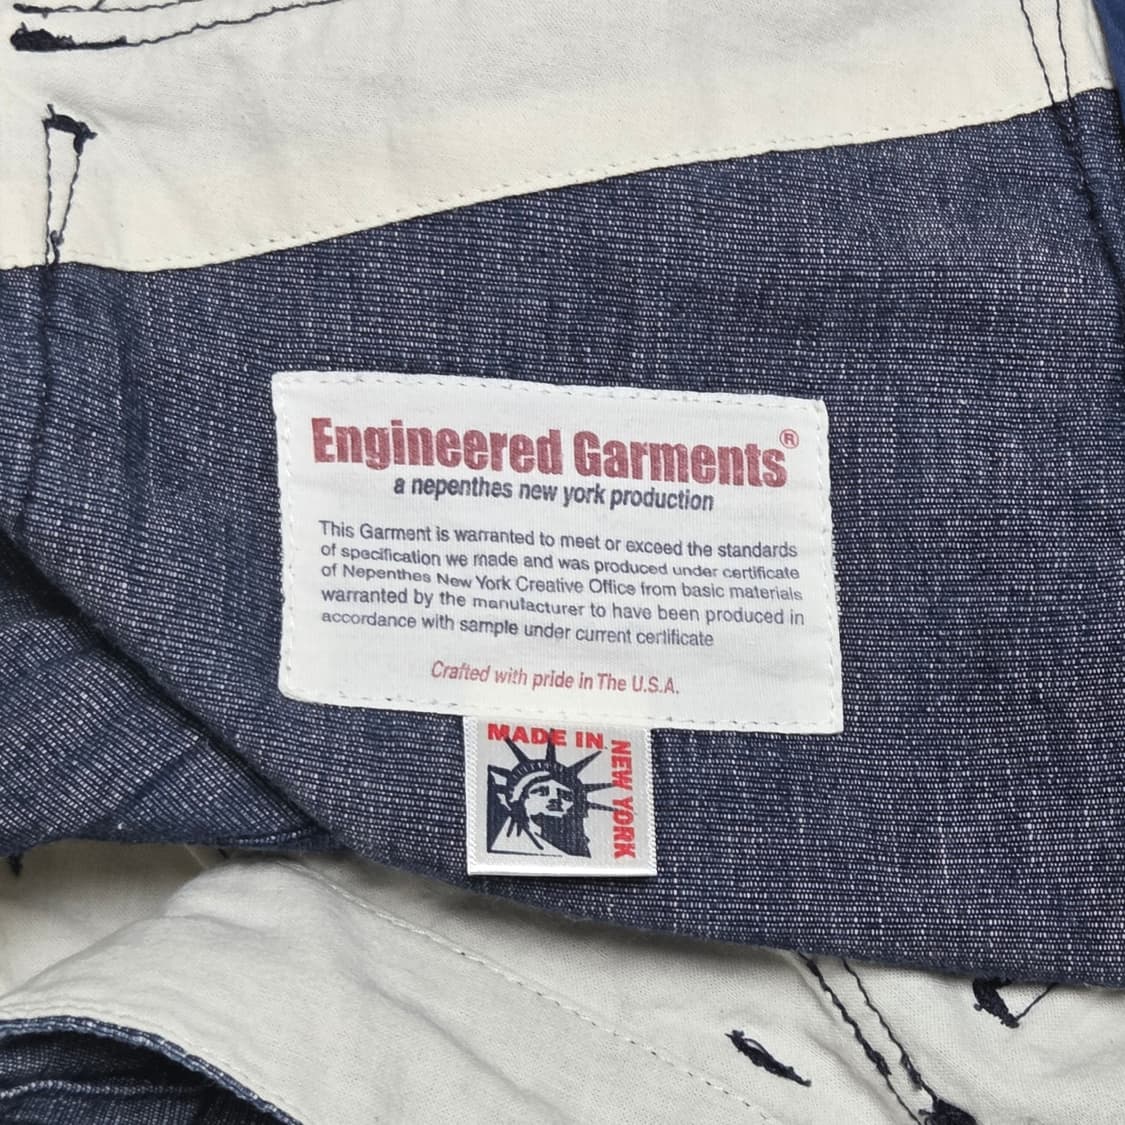 Engineered Garments®
a nepenthes new york production
This Garment is warranted to meet or exceed the standards
of specification we made and was produced under certificate
of Nepenthes New York Creative Office from basic materials
warranted by the manufacturer to have been produced in
accordance with sample under current certificate
Crafted with pride in The U.S.A.
MADE IN
NEW YORK